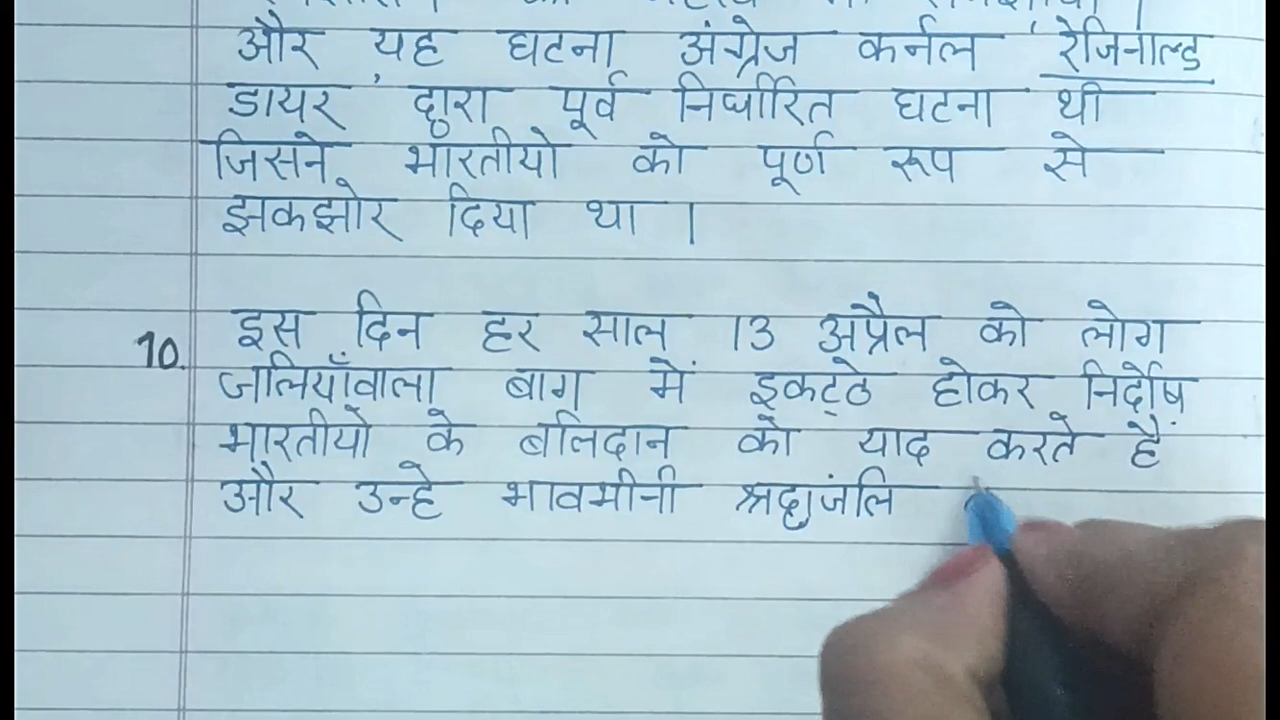 और यह घटना अंग्रेज कर्नल 'रेजिनाल्ड
डायर' द्वारा पूर्व निर्धारित घटना थी
जिसने भारतीयो को पूर्ण रूप से
झकझोर दिया था ।
10. इस दिन हर साल 13 अप्रैल को लोग
जलियाँवाला बाग में इकट्ठे होकर निर्दोष
भारतीयो के बलिदान को याद करते हैं
और उन्हे भावभीनी श्रद्धाजंलि